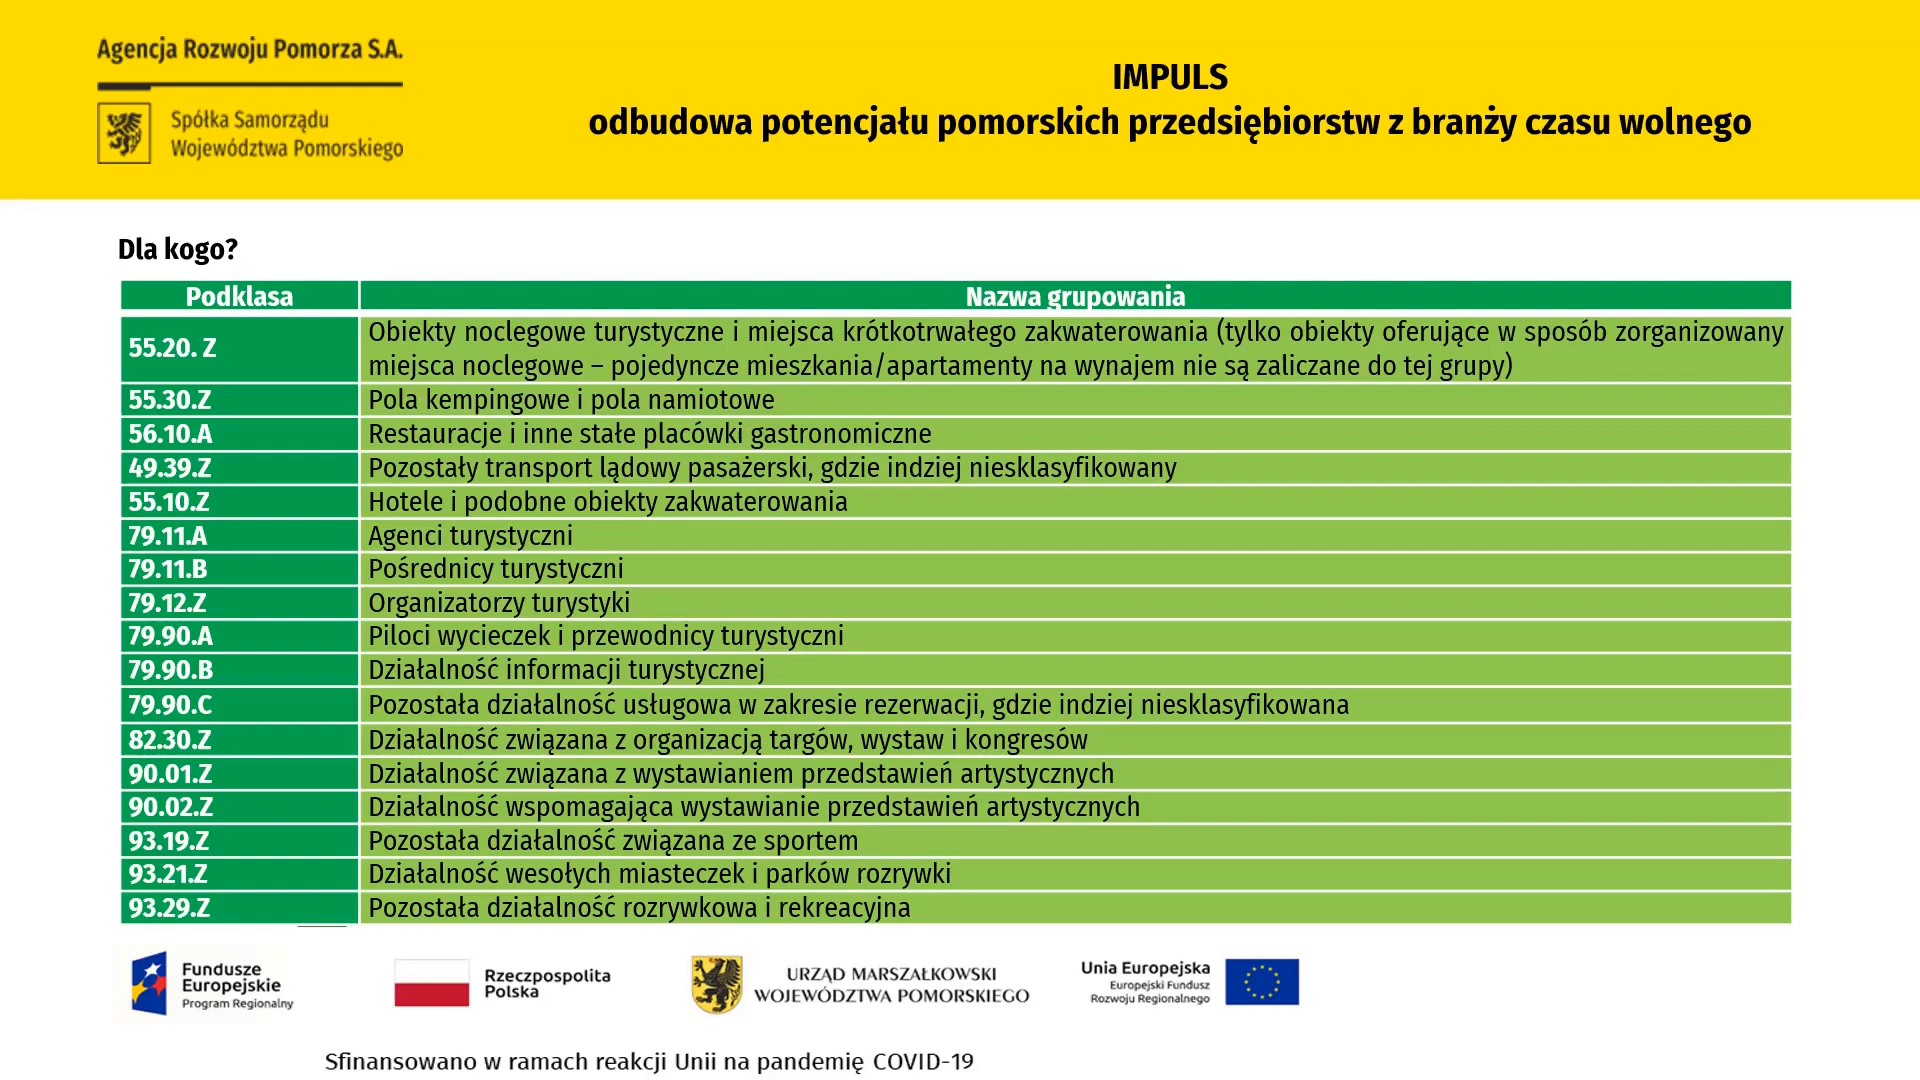 Agencja Rozwoju Pomorza S.A.
Spółka Samorządu
Województwa Pomorskiego
IMPULS
odbudowa potencjału pomorskich przedsiębiorstw z branży czasu wolnego
Dla kogo?
Podklasa Nazwa grupowania
55.20. Z Obiekty noclegowe turystyczne i miejsca krótkotrwałego zakwaterowania (tylko obiekty oferujące w sposób zorganizowany
miejsca noclegowe – pojedyncze mieszkania/apartamenty na wynajem nie są zaliczane do tej grupy)
55.30.Z Pola kempingowe i pola namiotowe
56.10.A Restauracje i inne stałe placówki gastronomiczne
49.39.Z Pozostały transport lądowy pasażerski, gdzie indziej niesklasyfikowany
55.10.Z Hotele i podobne obiekty zakwaterowania
79.11.A Agenci turystyczni
79.11.B Pośrednicy turystyczni
79.12.Z Organizatorzy turystyki
79.90.A Piloci wycieczek i przewodnicy turystyczni
79.90.B Działalność informacji turystycznej
79.90.C Pozostała działalność usługowa w zakresie rezerwacji, gdzie indziej niesklasyfikowana
82.30.Z Działalność związana z organizacją targów, wystaw i kongresów
90.01.Z Działalność związana z wystawianiem przedstawień artystycznych
90.02.Z Działalność wspomagająca wystawianie przedstawień artystycznych
93.19.Z Pozostała działalność związana ze sportem
93.21.Z Działalność wesołych miasteczek i parków rozrywki
93.29.Z Pozostała działalność rozrywkowa i rekreacyjna
Fundusze
Europejskie
Program Regionalny
Rzeczpospolita
Polska
URZĄD MARSZAŁKOWSKI
WOJEWÓDZTWA POMORSKIEGO
Unia Europejska
Europejski Fundusz
Rozwoju Regionalnego
Sfinansowano w ramach reakcji Unii na pandemię COVID-19